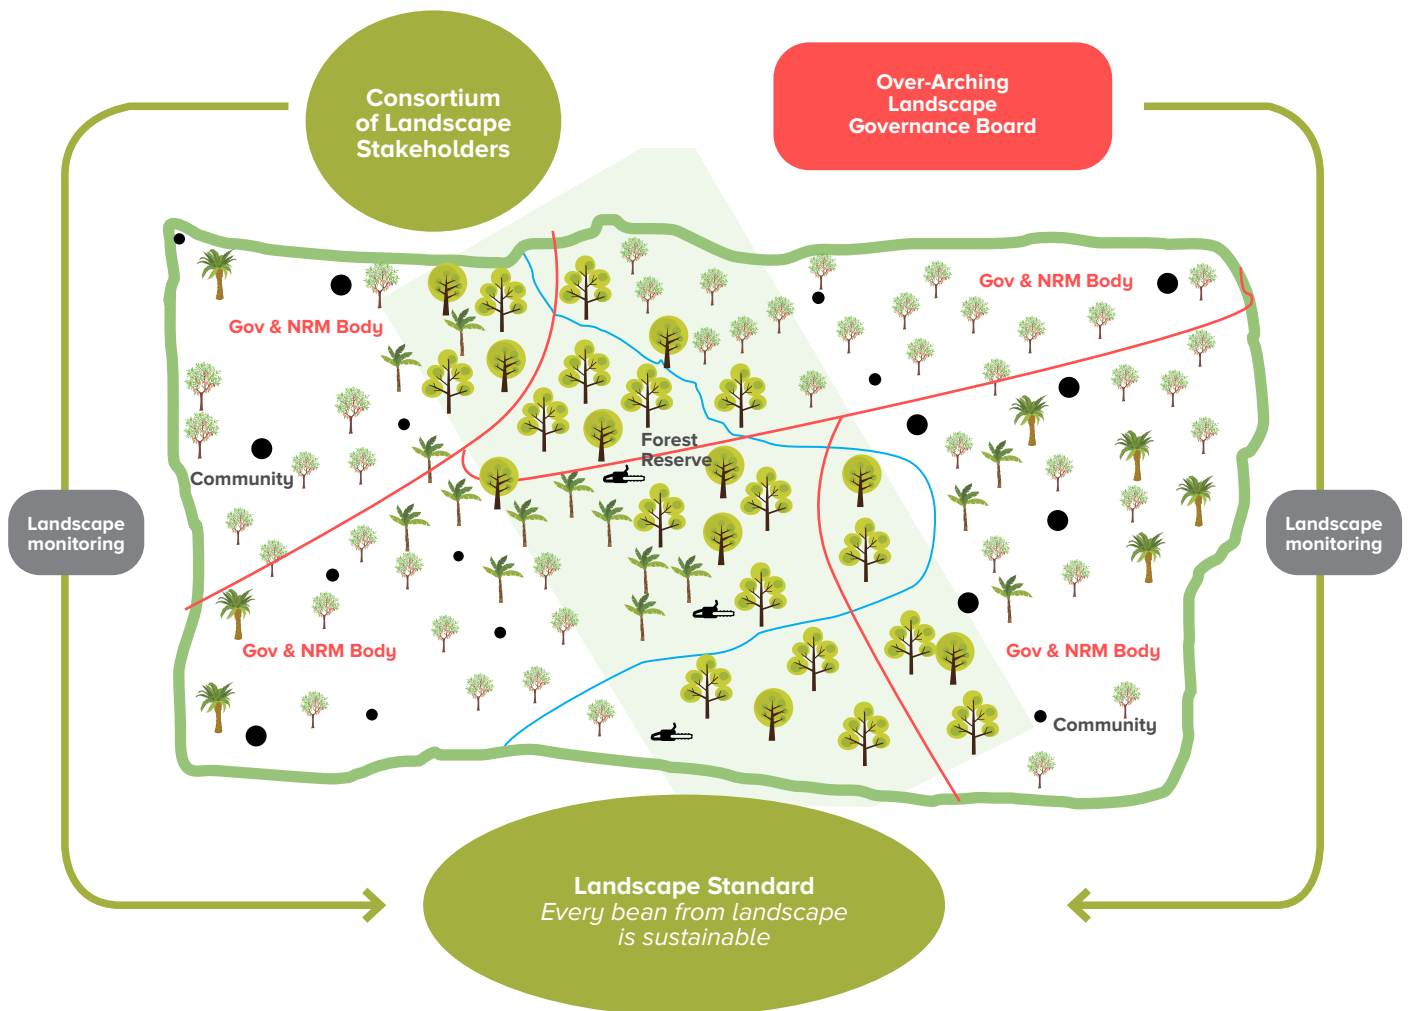 Consortium
of Landscape
Stakeholders
Over-Arching
Landscape
Governance Board
Gov & NRM Body
Gov & NRM Body
Forest
Reserve
Community
Landscape
monitoring
Landscape
monitoring
Gov & NRM Body
Gov & NRM Body
Community
Landscape Standard
Every bean from landscape
is sustainable